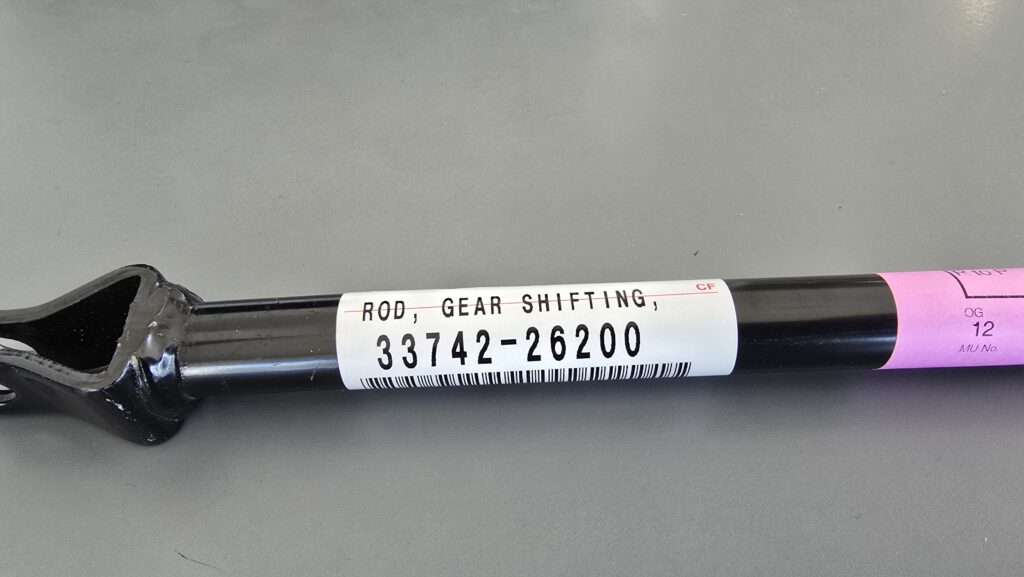 CF
ROD, GEAR SHIFTING,
33742-26200
OG
12
MU No.